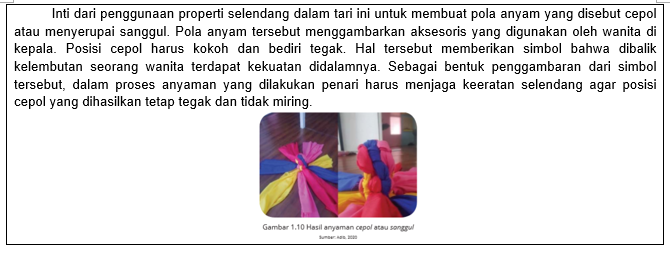 Inti dari penggunaan properti selendang dalam tari ini untuk membuat pola anyam yang disebut cepol
atau menyerupai sanggul. Pola anyam tersebut menggambarkan aksesoris yang digunakan oleh wanita di
kepala. Posisi cepol harus kokoh dan bediri tegak. Hal tersebut memberikan simbol bahwa dibalik
kelembutan seorang wanita terdapat kekuatan didalamnya. Sebagai bentuk penggambaran dari simbol
tersebut, dalam proses anyaman yang dilakukan penari harus menjaga keeratan selendang agar posisi
cepol yang dihasilkan tetap tegak dan tidak miring.
Gambar 1.10 Hasil anyaman cepol atau sanggul
Sumber: 2020